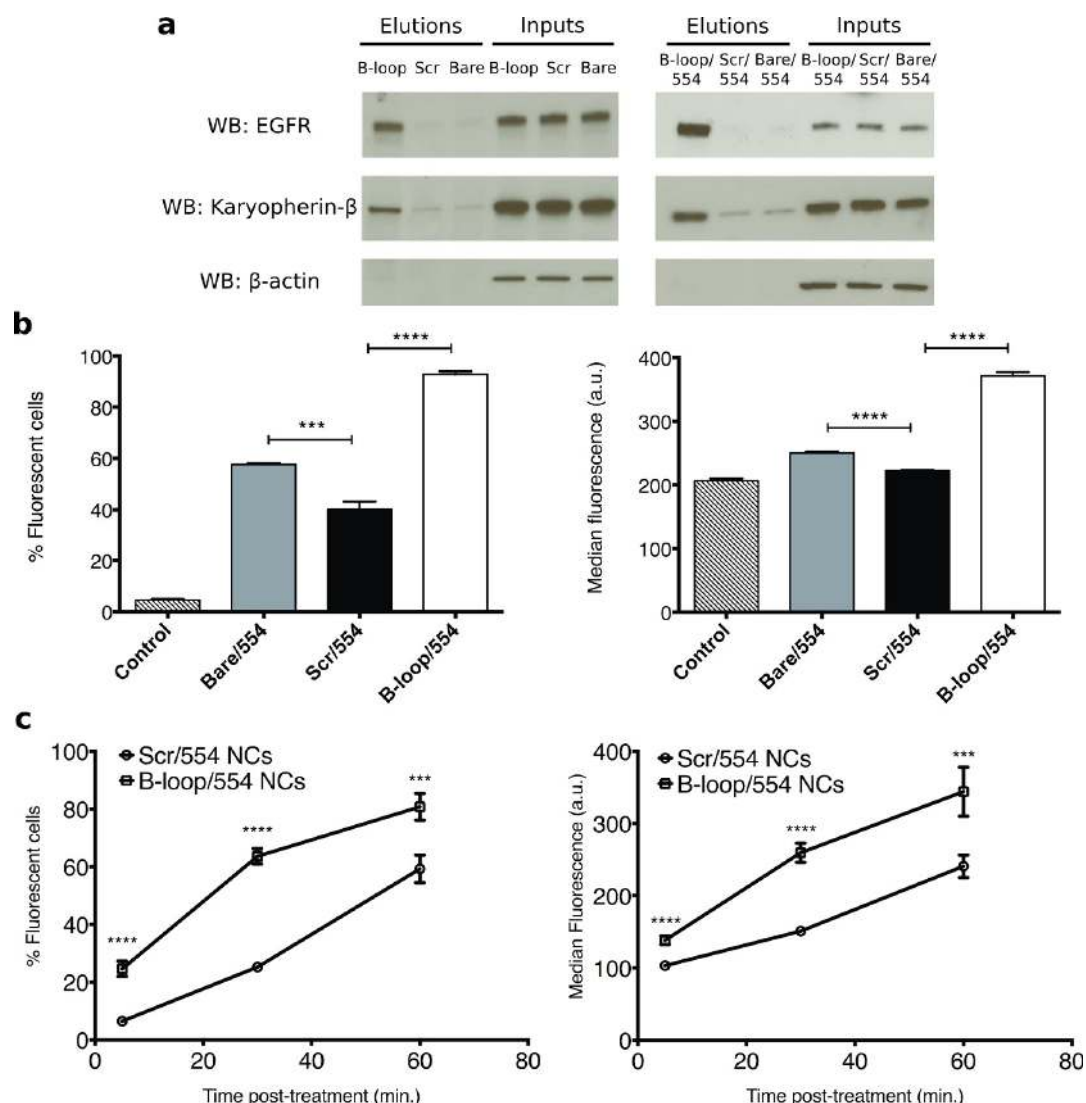 a
Elutions Inputs Elutions Inputs
B-loop Scr Bare B-loop Scr Bare B-loop/ Scr/ Bare/ B-loop/ Scr/ Bare/
554 554 554 554 554 554
WB: EGFR
WB: Karyopherin-β
WB: β-actin
b
% Fluorescent cells
100
80
60
40
20
0
***
****
Control
Bare/554
Scr/554
B-loop/554
Median fluorescence (a.u.)
400
300
200
100
0
****
****
Control
Bare/554
Scr/554
B-loop/554
c
% Fluorescent cells
100
80
60
40
20
0
Scr/554 NCs
B-loop/554 NCs
****
****
***
0 20 40 60 80
Time post-treatment (min.)
Median Fluorescence (a.u.)
400
300
200
100
0
Scr/554 NCs
B-loop/554 NCs
****
****
***
0 20 40 60 80
Time post-treatment (min.)